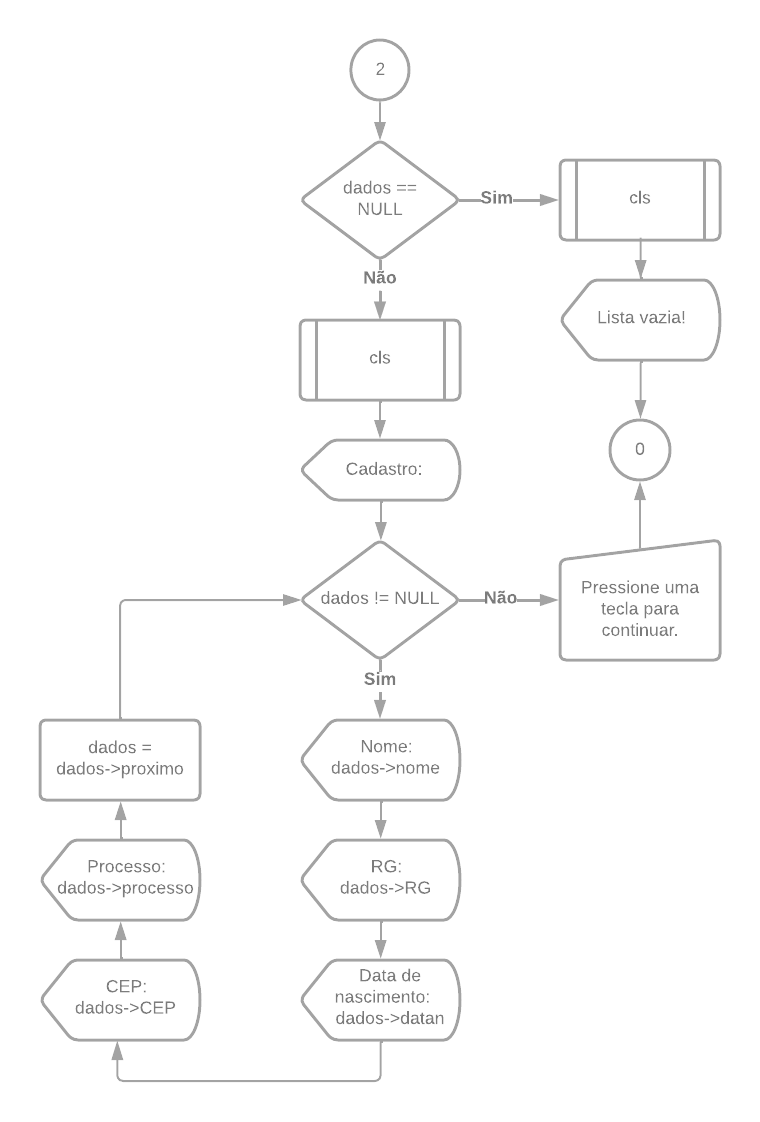 2
dados ==
NULL
Sim
cls
Não
Lista vazia!
cls
0
Cadastro:
dados != NULL
Não
Pressione uma
tecla para
continuar.
Sim
Nome:
dados->nome
RG:
dados->RG
Data de
nascimento:
dados->datan
CEP:
dados->CEP
Processo:
dados->processo
dados =
dados->proximo